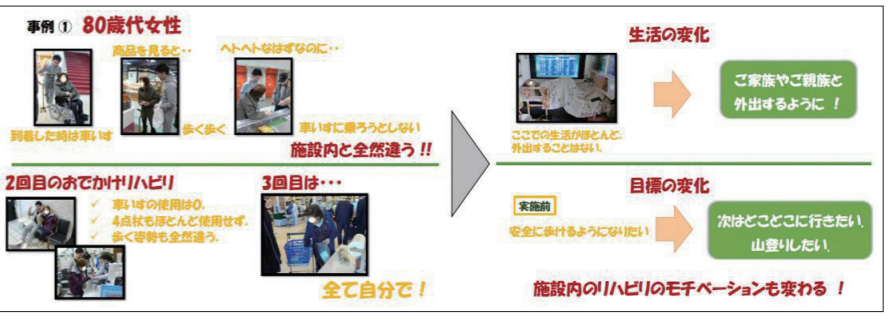 事例① 80歳代女性
商品を見ると・・
ヘトヘトなはずなのに・・
到着した時は車いす
歩く歩く
車いすに乗ろうとしない
施設内と全然違う!!
2回目のおでかけリハビリ
✓ 車いすの使用は0.
✓ 4点杖もほとんど使用せず.
✓ 歩く姿勢も全然違う.
3回目は・・・
全て自分で!
生活の変化
ここでの生活がほとんど.
外出することはない.
ご家族やご親族と
外出するように!
目標の変化
実施前
安全に歩けるようになりたい
次はどこどこに行きたい.
山登りしたい.
施設内のリハビリのモチベーションも変わる!